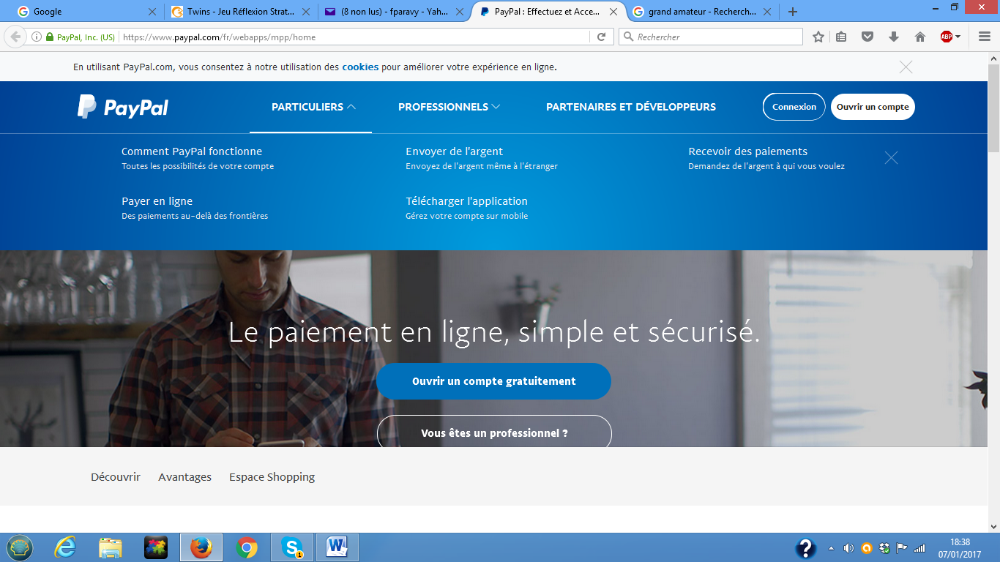 Google
Twins - Jeu Réflexion Strat...
(8 non lus) - fparavy - Yah...
PayPal : Effectuez et Acce...
grand amateur - Recherch...
PayPal, Inc. (US)
https://www.paypal.com/fr/webapps/mpp/home
Rechercher
ABP
En utilisant PayPal.com, vous consentez à notre utilisation des cookies pour améliorer votre expérience en ligne.
PayPal
PARTICULIERS
PROFESSIONNELS
PARTENAIRES ET DÉVELOPPEURS
Connexion
Ouvrir un compte
Comment PayPal fonctionne
Toutes les possibilités de votre compte
Envoyer de l'argent
Envoyez de l'argent même à l'étranger
Recevoir des paiements
Demandez de l'argent à qui vous voulez
Payer en ligne
Des paiements au-delà des frontières
Télécharger l'application
Gérez votre compte sur mobile
Le paiement en ligne, simple et sécurisé.
Ouvrir un compte gratuitement
Vous êtes un professionnel ?
Découvrir
Avantages
Espace Shopping
1
18:38
07/01/2017